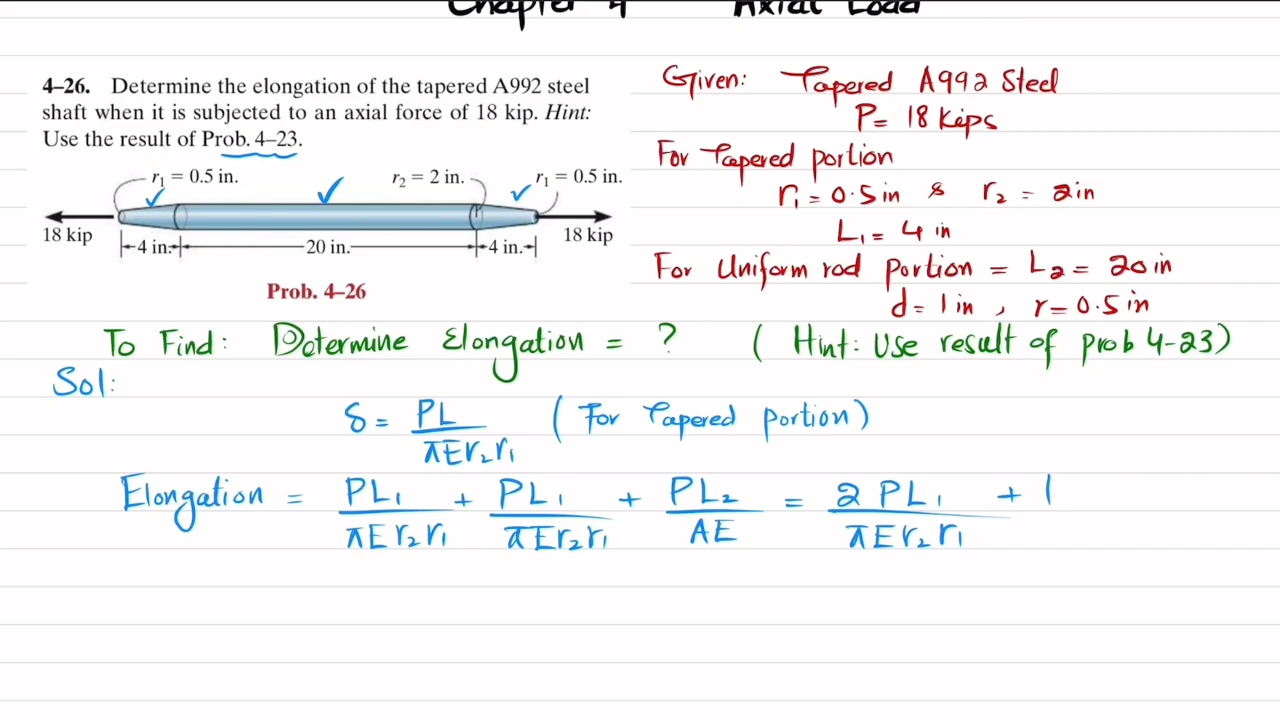 Chapter 4 Axial Load
4–26. Determine the elongation of the tapered A992 steel
shaft when it is subjected to an axial force of 18 kip. Hint:
Use the result of Prob. 4–23.
r₁ = 0.5 in. r₂ = 2 in. r₁ = 0.5 in.
18 kip 18 kip
4 in. 20 in. 4 in.
Prob. 4–26
Given: Tapered A992 Steel
P = 18 Kips
For Tapered portion
r₁ = 0.5 in & r₂ = 2in
L₁ = 4 in
For Uniform rod portion = L₂ = 20 in
d = 1 in , r = 0.5 in
To Find: Determine Elongation = ? ( Hint: Use result of prob 4-23)
Sol:
δ = PL / πEr₂r₁ ( For Tapered portion )
Elongation = PL₁ / πEr₂r₁ + PL₁ / πEr₂r₁ + PL₂ / AE = 2 PL₁ / πEr₂r₁ + |